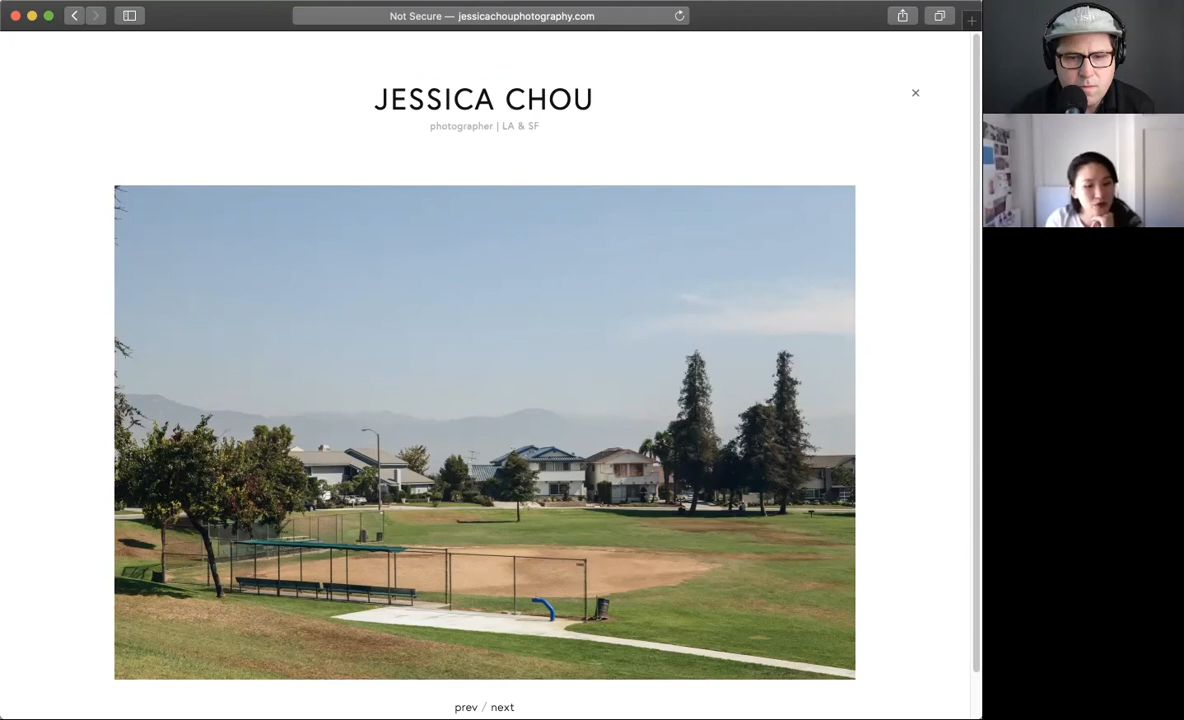 Not Secure — jessicachouphotography.com
JESSICA CHOU
photographer | LA & SF
prev / next